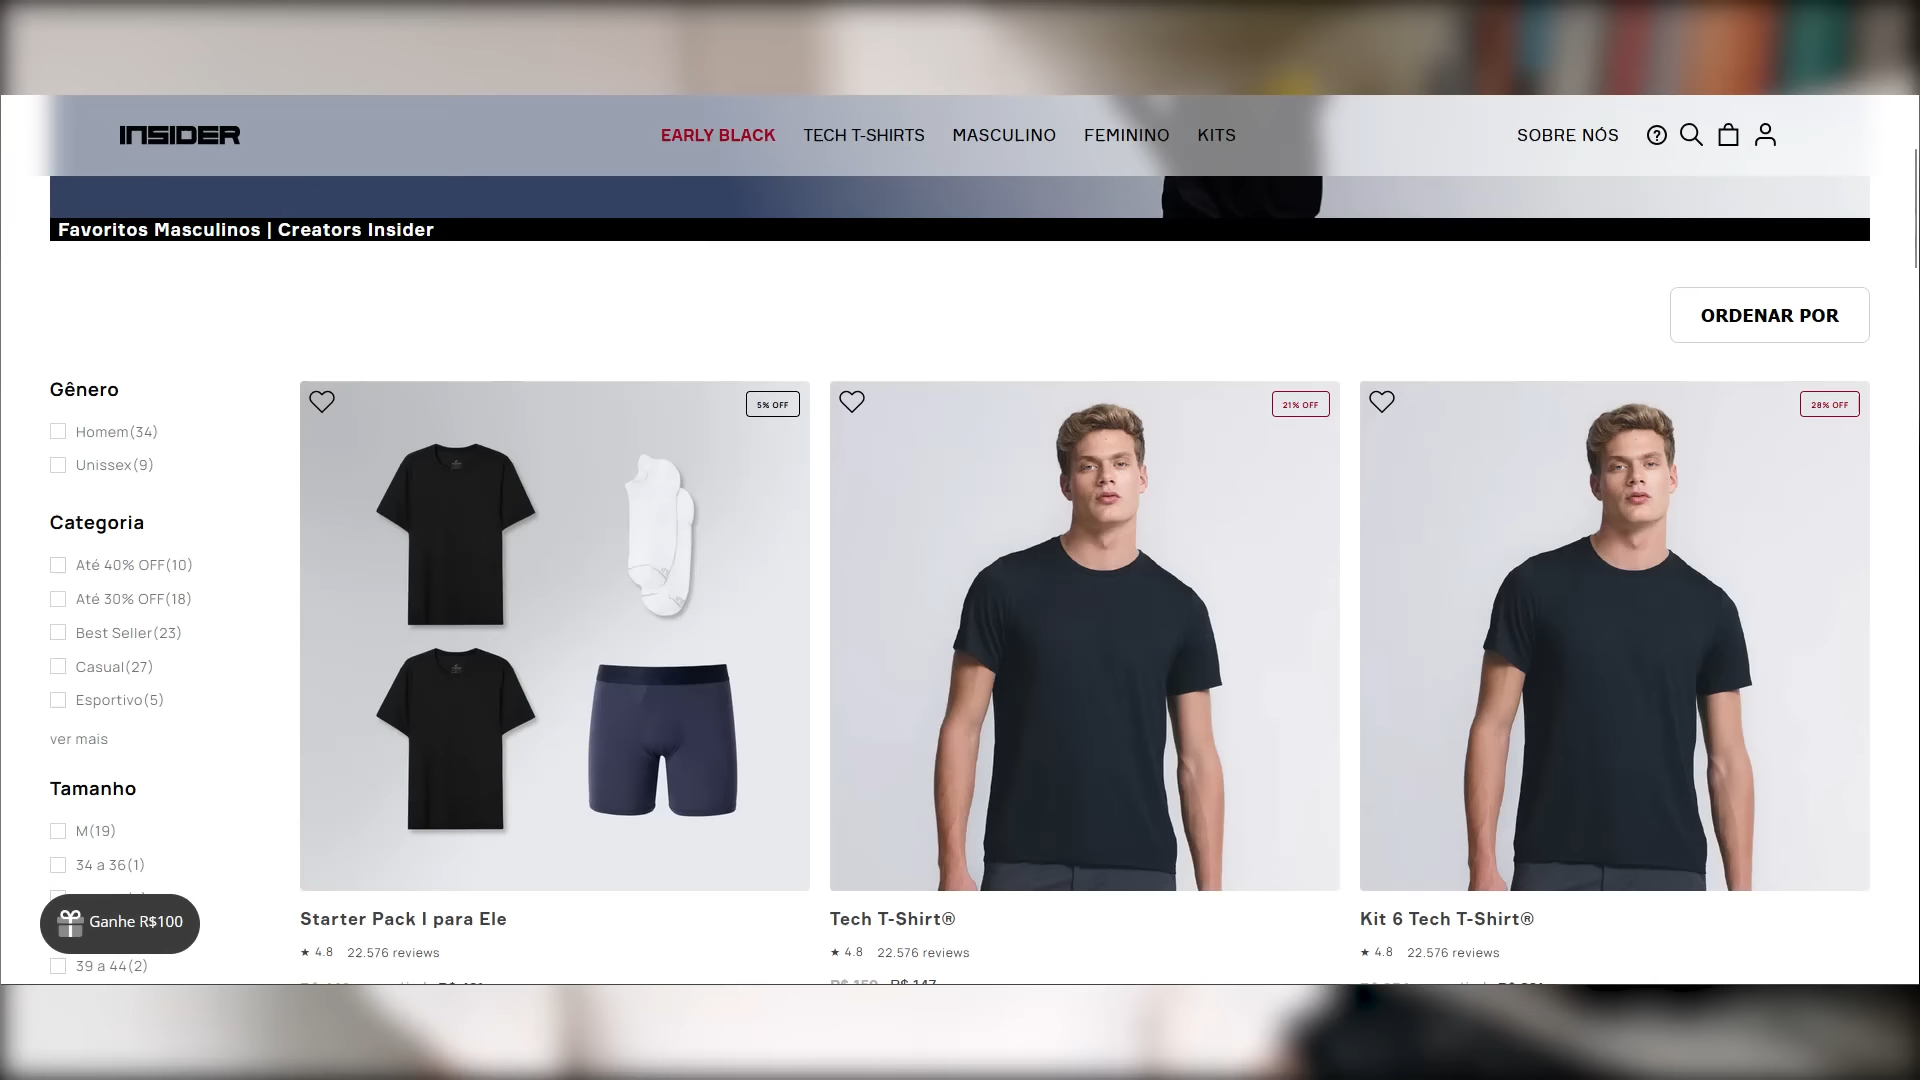 INSIDER
EARLY BLACK
TECH T-SHIRTS
MASCULINO
FEMININO
KITS
SOBRE NÓS
Favoritos Masculinos | Creators Insider
ORDENAR POR
Gênero
Homem(34)
Unissex(9)
Categoria
Até 40% OFF(10)
Até 30% OFF(18)
Best Seller(23)
Casual(27)
Esportivo(5)
ver mais
Tamanho
M(19)
34 a 36(1)
Ganhe R$100
39 a 44(2)
5% OFF
Starter Pack I para Ele
★ 4.8 22.576 reviews
21% OFF
Tech T-Shirt®
★ 4.8 22.576 reviews
28% OFF
Kit 6 Tech T-Shirt®
★ 4.8 22.576 reviews